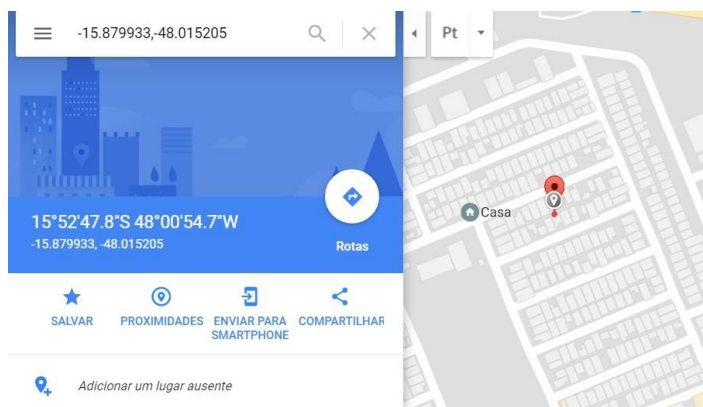 -15.879933,-48.015205
Pt
15°52'47.8"S 48°00'54.7"W
-15.879933, -48.015205
Rotas
Casa
SALVAR
PROXIMIDADES
ENVIAR PARA
SMARTPHONE
COMPARTILHAR
Adicionar um lugar ausente